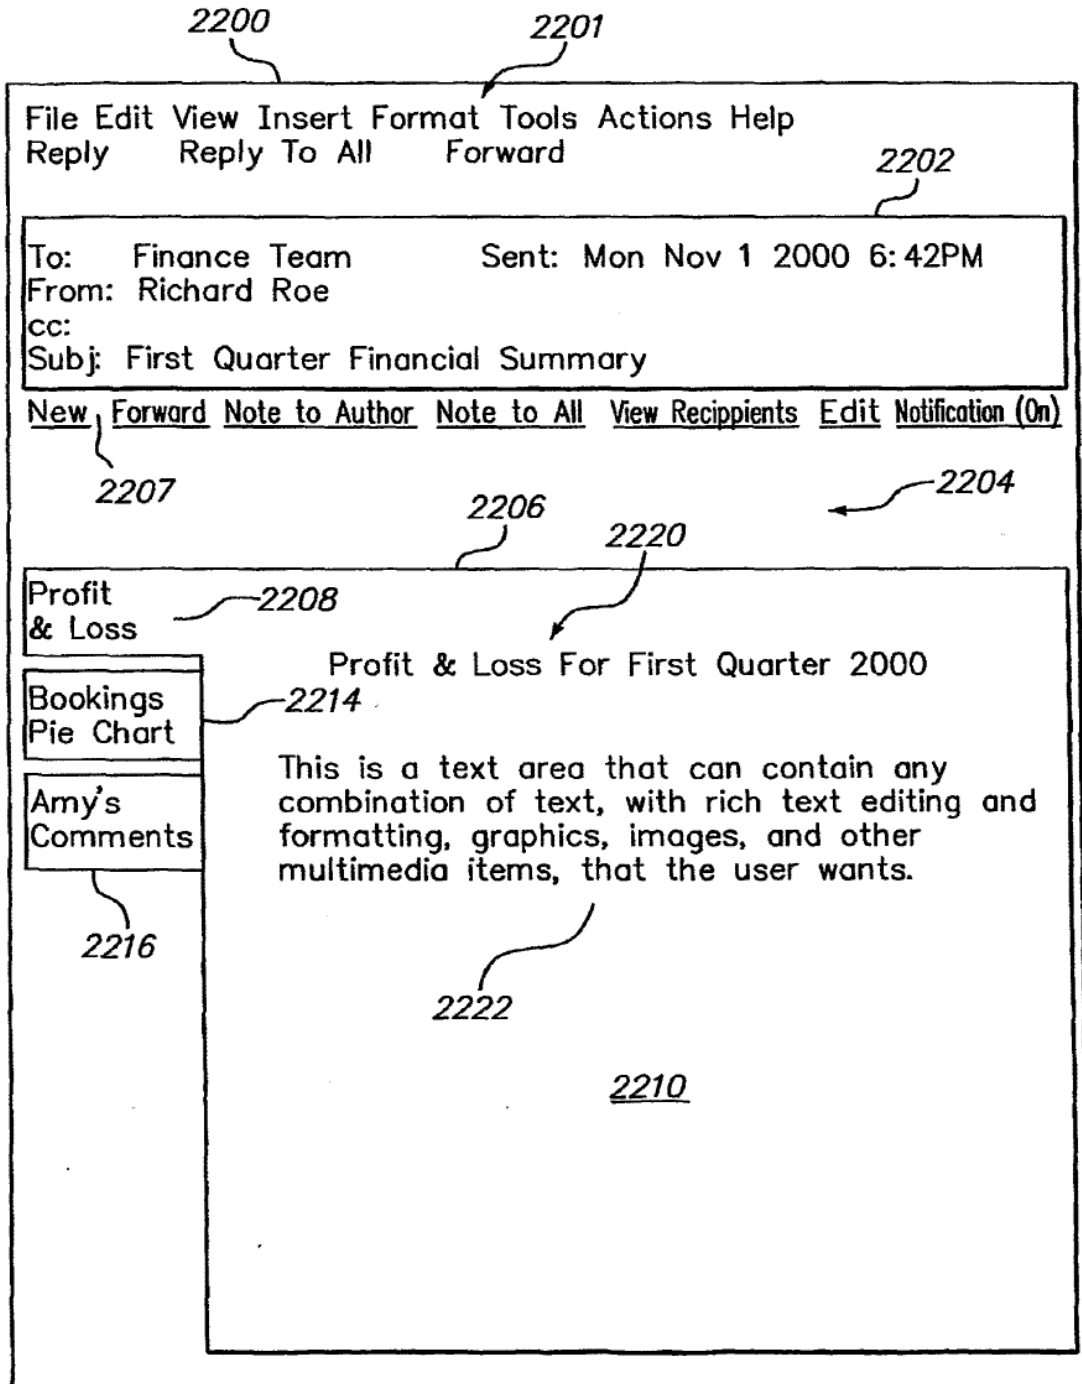 2200
2201
File Edit View Insert Format Tools Actions Help
Reply Reply To All Forward
2202
To: Finance Team Sent: Mon Nov 1 2000 6:42PM
From: Richard Roe
cc:
Subj: First Quarter Financial Summary
New Forward Note to Author Note to All View Recippients Edit Notification (On)
2207
2204
2206
2220
Profit
& Loss
2208
Profit & Loss For First Quarter 2000
Bookings
Pie Chart
2214
This is a text area that can contain any
combination of text, with rich text editing and
formatting, graphics, images, and other
multimedia items, that the user wants.
Amy's
Comments
2216
2222
2210